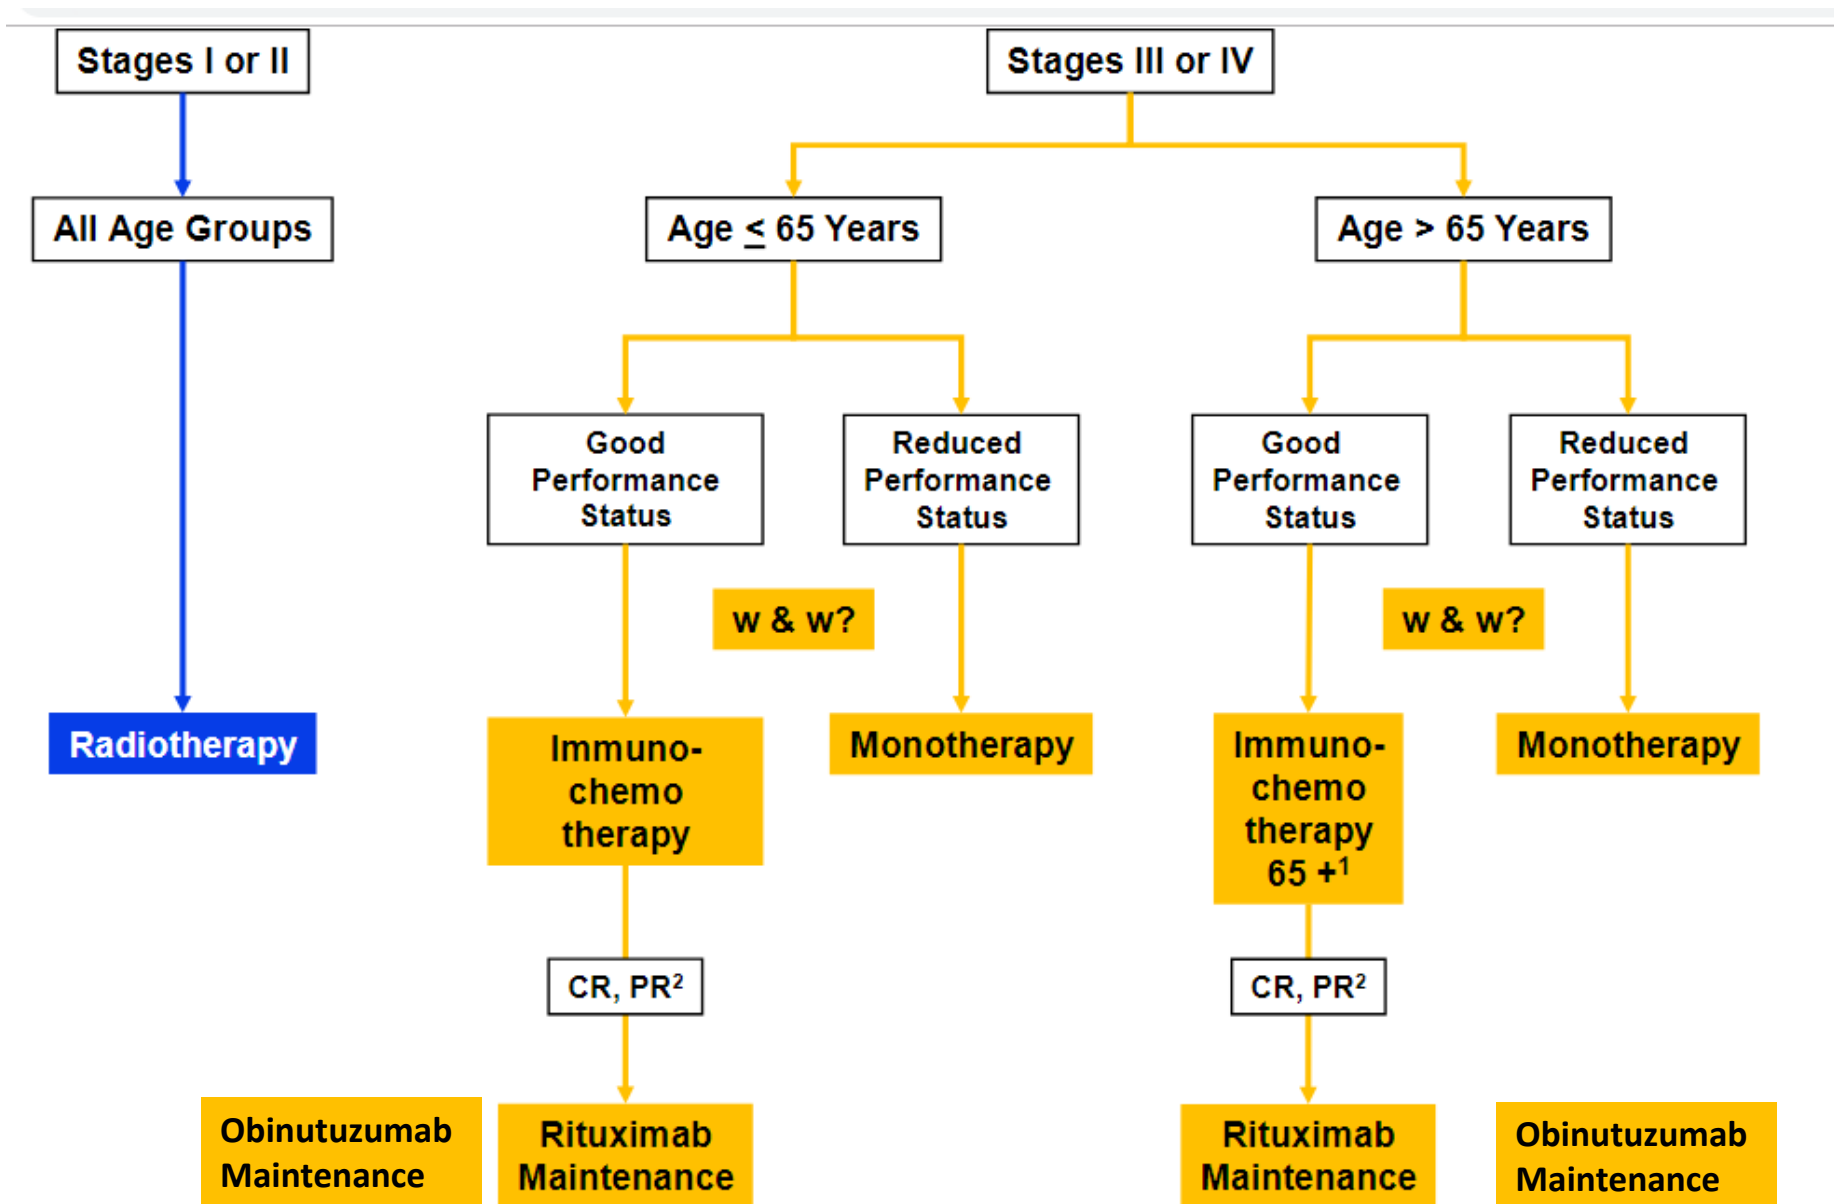 Stages I or II
Stages III or IV
All Age Groups
Age ≤ 65 Years
Age > 65 Years
Good
Performance
Status
Reduced
Performance
Status
Good
Performance
Status
Reduced
Performance
Status
w & w?
w & w?
Radiotherapy
Immuno-
chemo
therapy
Monotherapy
Immuno-
chemo
therapy
65 +¹
Monotherapy
CR, PR²
CR, PR²
Obinutuzumab
Maintenance
Rituximab
Maintenance
Rituximab
Maintenance
Obinutuzumab
Maintenance